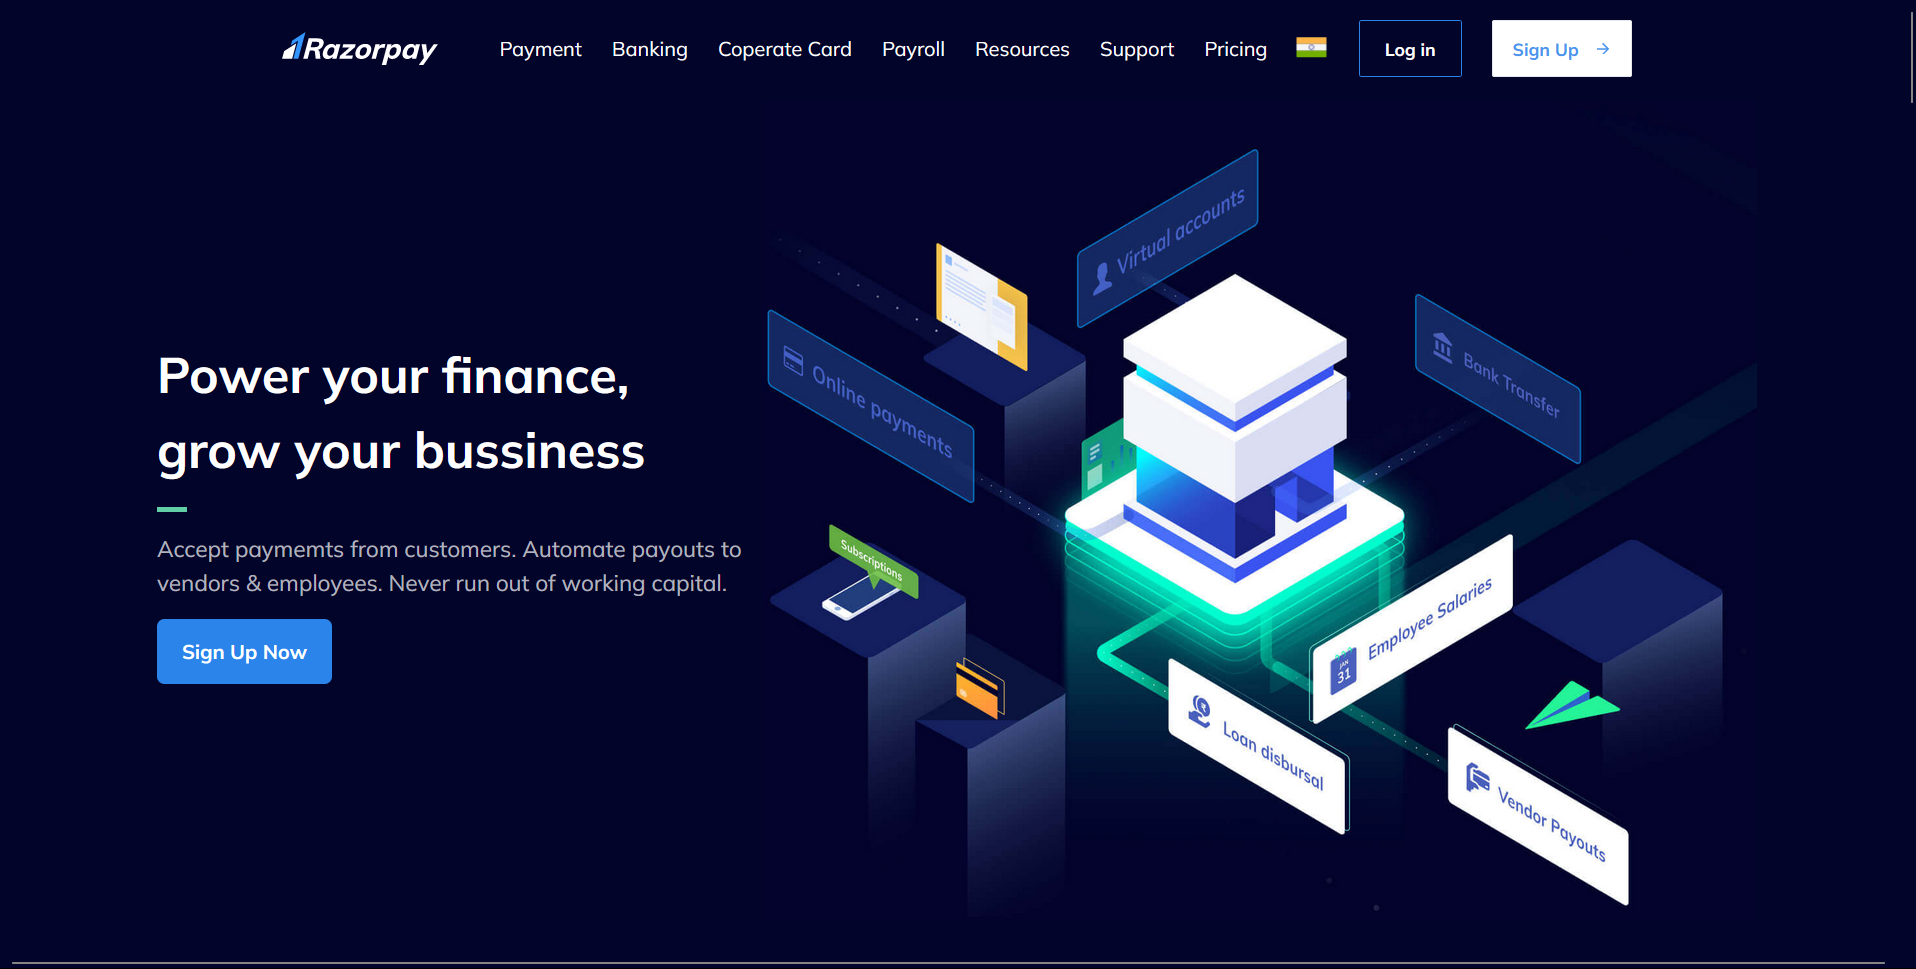 Razorpay
Payment
Banking
Coperate Card
Payroll
Resources
Support
Pricing
Log in
Sign Up
Power your finance,
grow your bussiness
Accept paymemts from customers. Automate payouts to
vendors & employees. Never run out of working capital.
Sign Up Now
Virtual accounts
Online payments
Bank Transfer
Subscriptions
Employee Salaries
JAN
31
Loan disbursal
Vendor Payouts